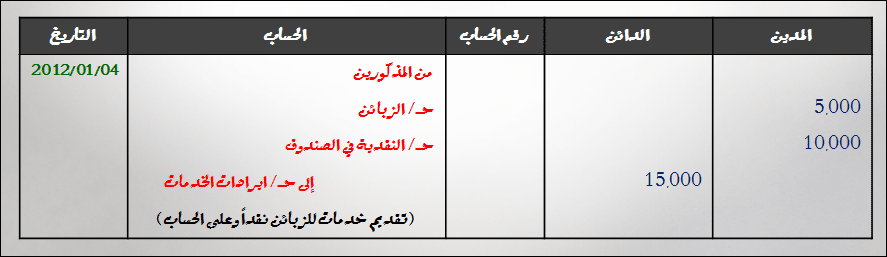 المدين الدائن رقم الحساب الحساب التاريخ
2012/01/04 من المذكورين
5,000 حـ/ الزبائن
10,000 حـ/ النقدية في الصندوق
15,000 إلى حـ/ ايرادات الخدمات
(تقديم خدمات للزبائن نقداً وعلى الحساب)